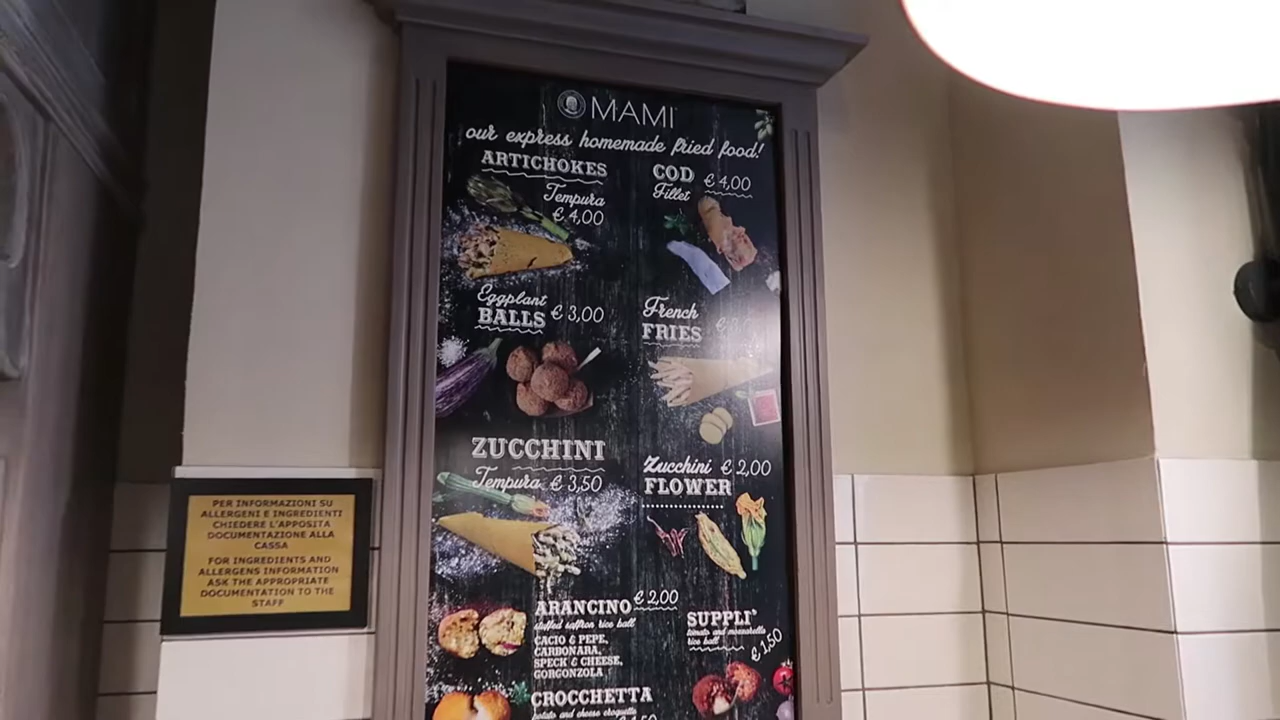 MAMI
our express homemade fried food!
ARTICHOKES
Tempura
€ 4,00
COD
Fillet
€ 4,00
Eggplant
BALLS
€ 3,00
French
FRIES
ZUCCHINI
Tempura € 3,50
Zucchini € 2,00
FLOWER
ARANCINO € 2,00
stuffed saffron rice ball
CACIO & PEPE,
CARBONARA,
SPECK & CHEESE,
GORGONZOLA
SUPPLI'
tomato and mozzarella
rice ball
€ 1,50
CROCCHETTA
potato and cheese croquette
PER INFORMAZIONI SU
ALLERGENI E INGREDIENTI
CHIEDERE L'APPOSITA
DOCUMENTAZIONE ALLA
CASSA
FOR INGREDIENTS AND
ALLERGENS INFORMATION
ASK THE APPROPRIATE
DOCUMENTATION TO THE
STAFF